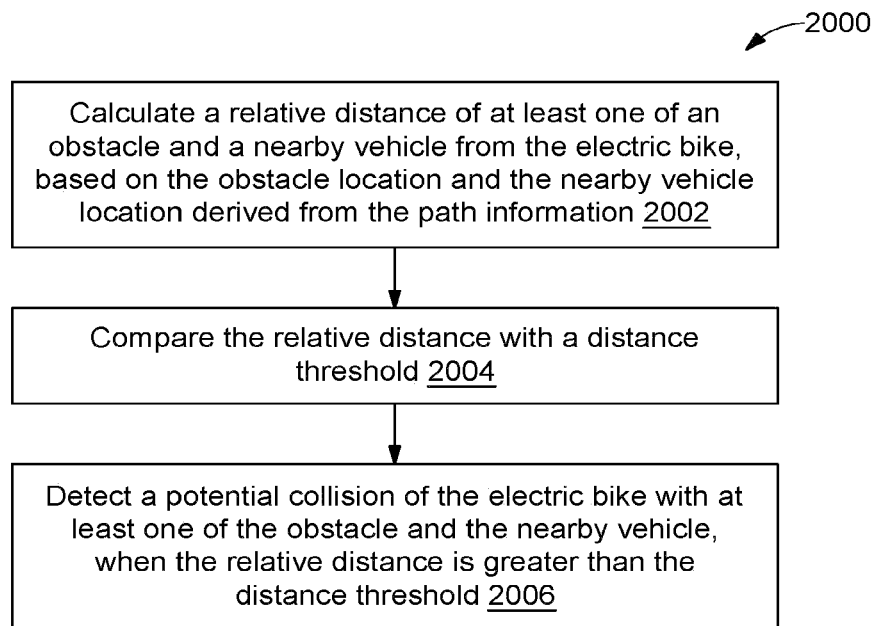 2000
Calculate a relative distance of at least one of an
obstacle and a nearby vehicle from the electric bike,
based on the obstacle location and the nearby vehicle
location derived from the path information 2002
Compare the relative distance with a distance
threshold 2004
Detect a potential collision of the electric bike with at
least one of the obstacle and the nearby vehicle,
when the relative distance is greater than the
distance threshold 2006